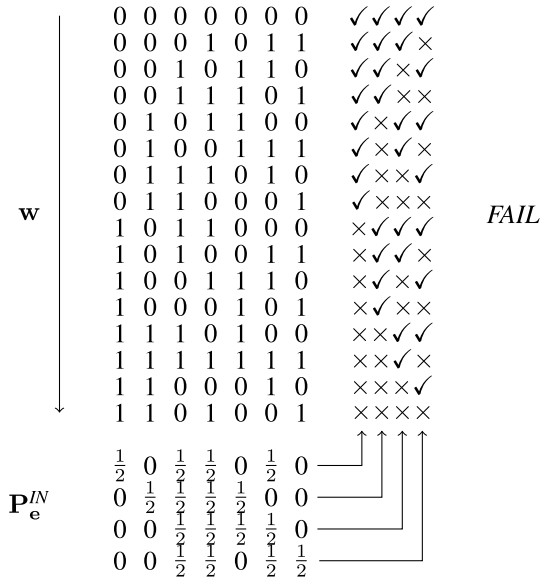 0 0 0 0 0 0 0 ✓✓✓✓
0 0 0 1 0 1 1 ✓✓✓×
0 0 1 0 1 1 0 ✓✓×✓
0 0 1 1 1 0 1 ✓✓××
0 1 0 1 1 0 0 ✓×✓✓
0 1 0 0 1 1 1 ✓×✓×
0 1 1 1 0 1 0 ✓××✓
0 1 1 0 0 0 1 ✓×××
w FAIL
1 0 1 1 0 0 0 ×✓✓✓
1 0 1 0 0 1 1 ×✓✓×
1 0 0 1 1 1 0 ×✓×✓
1 0 0 0 1 0 1 ×✓××
1 1 1 0 1 0 0 ××✓✓
1 1 1 1 1 1 1 ××✓×
1 1 0 0 0 1 0 ×××✓
1 1 0 1 0 0 1 ××××
1/2 0 1/2 1/2 0 1/2 0
0 1/2 1/2 1/2 1/2 0 0
P_e^IN
0 0 1/2 1/2 1/2 1/2 0
0 0 1/2 1/2 0 1/2 1/2